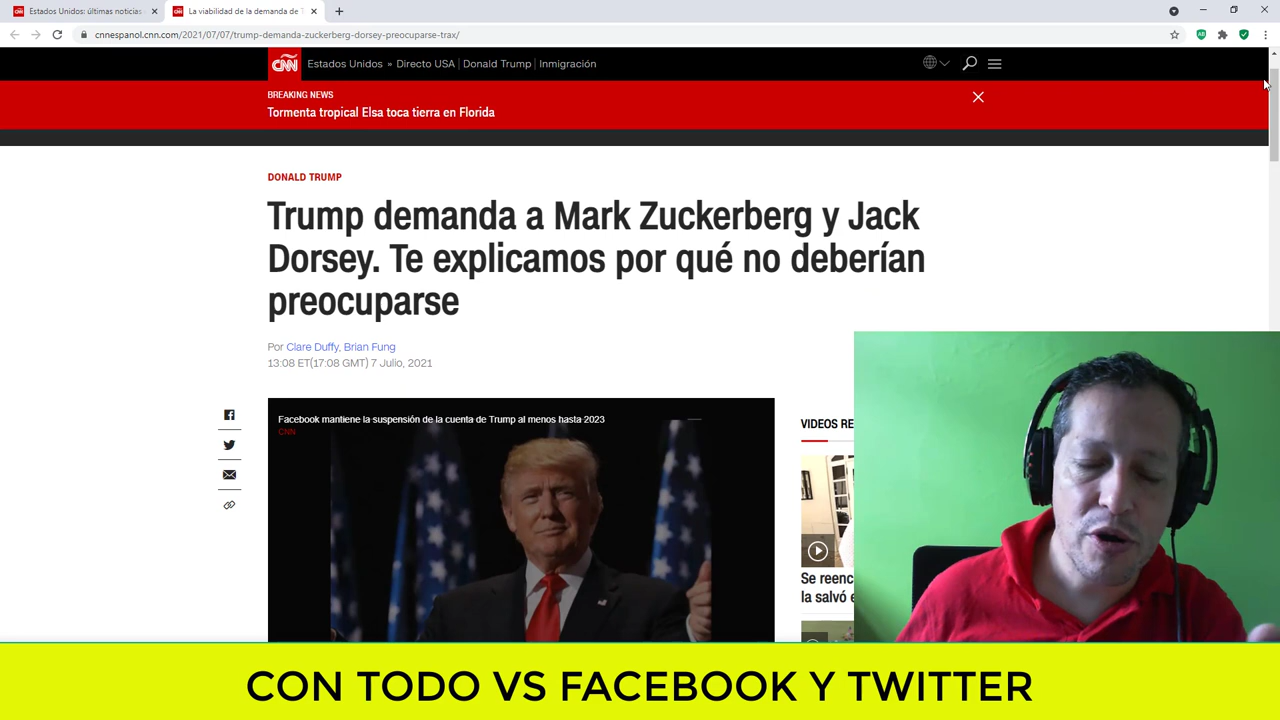 Estados Unidos: últimas noticias
La viabilidad de la demanda de T
cnnespanol.cnn.com/2021/07/07/trump-demanda-zuckerberg-dorsey-preocuparse-trax/
CNN Estados Unidos » Directo USA | Donald Trump | Inmigración
BREAKING NEWS
Tormenta tropical Elsa toca tierra en Florida
DONALD TRUMP
Trump demanda a Mark Zuckerberg y Jack
Dorsey. Te explicamos por qué no deberían
preocuparse
Por Clare Duffy, Brian Fung
13:08 ET(17:08 GMT) 7 Julio, 2021
Facebook mantiene la suspensión de la cuenta de Trump al menos hasta 2023
CNN
VIDEOS RE
Se reenc
la salvó e
CON TODO VS FACEBOOK Y TWITTER